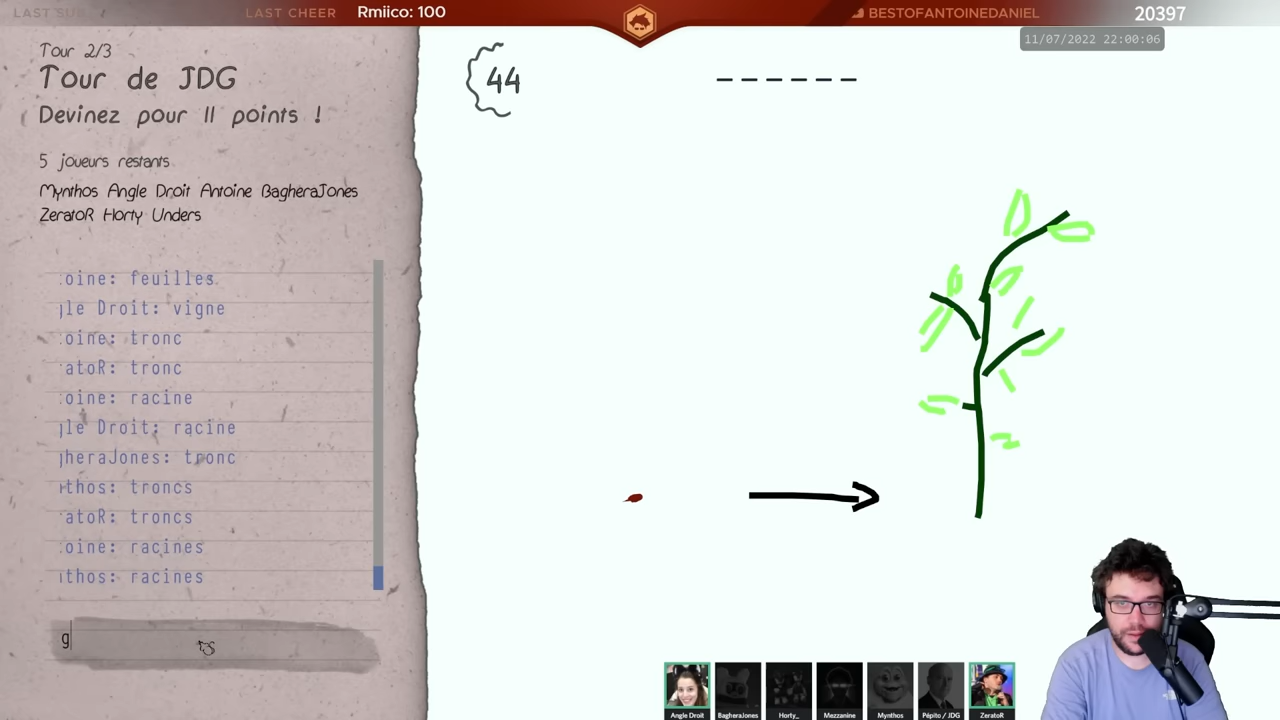 LAST SUB
LAST CHEER
Rmiico: 100
BESTOFANTOINEDANIEL
20397
11/07/2022 22:00:06
Tour 2/3
Tour de JDG
Devinez pour 11 points !
5 joueurs restants
Mynthos Angle Droit Antoine BagheraJones
ZeratoR Horty Unders
44
oine: feuilles
le Droit: vigne
oine: tronc
atoR: tronc
oine: racine
le Droit: racine
heraJones: tronc
thos: troncs
atoR: troncs
oine: racines
thos: racines
g
Angle Droit
BagheraJones
Horty_
Mezzanine
Mynthos
Pépito / JDG
ZeratoR